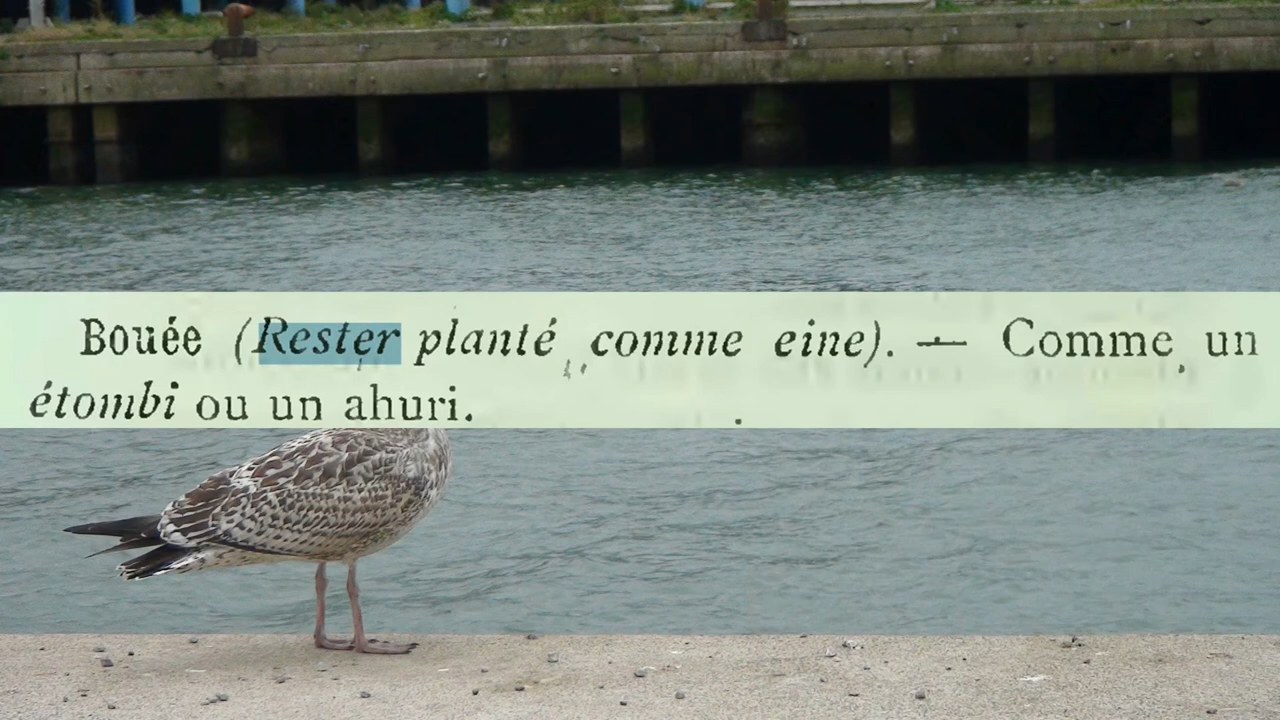 Bouée (Rester planté comme eine). — Comme un
étombi ou un ahuri.